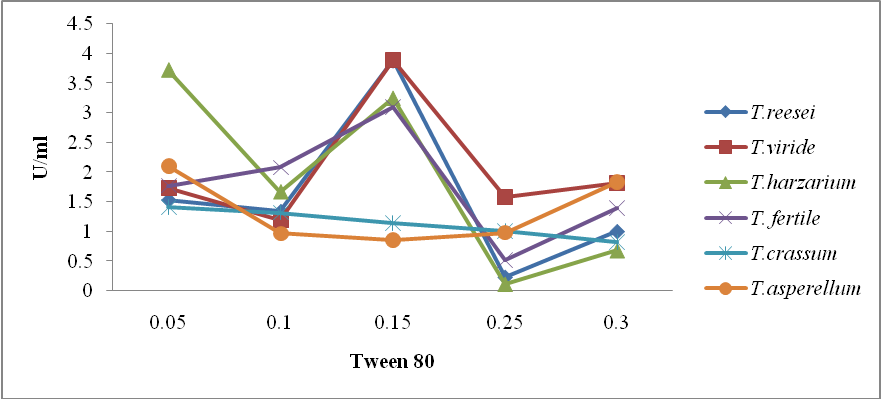 4.5
4
3.5
3
2.5
2
1.5
1
0.5
0
U/ml
0.05 0.1 0.15 0.25 0.3
Tween 80
T.reesei
T.viride
T.harzarium
T. fertile
T.crassum
T.asperellum